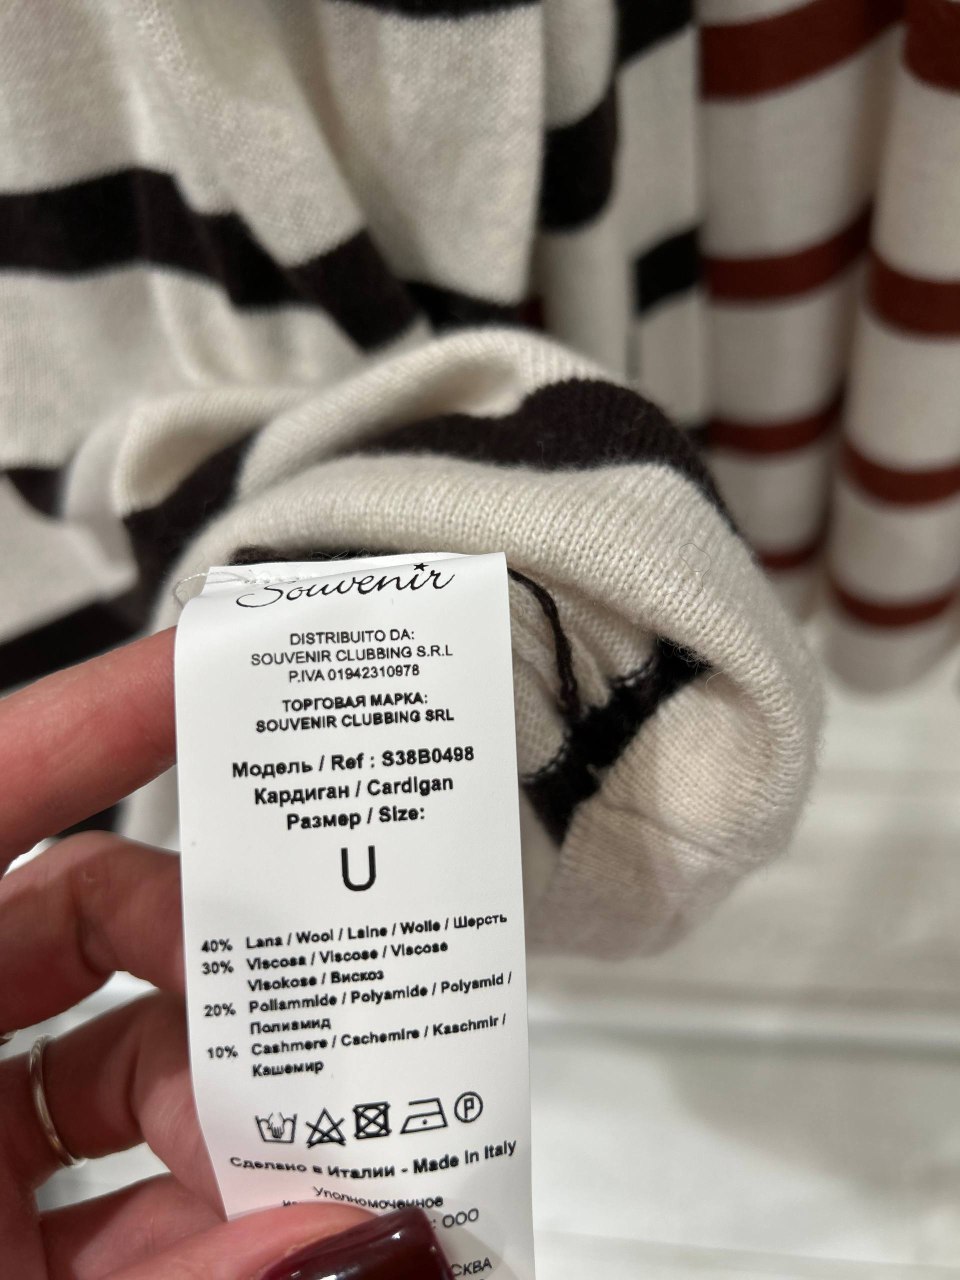 Souvenir
DISTRIBUITO DA:
SOUVENIR CLUBBING S.R.L
P.IVA 01942310978
ТОРГОВАЯ МАРКА:
SOUVENIR CLUBBING SRL
Модель / Ref : S38B0498
Кардиган / Cardigan
Размер / Size:
U
40% Lana / Wool / Laine / Wolle / Шерсть
30% Viscosa / Viscose / Viscose
Visokose / Вискоз
20% Poliammide / Polyamide / Polyamid /
Полиамид
10% Cashmere / Cachemire / Kaschmir /
Кашемир
P
Сделано в Италии - Made in Italy
Уполномоченное
: ООО